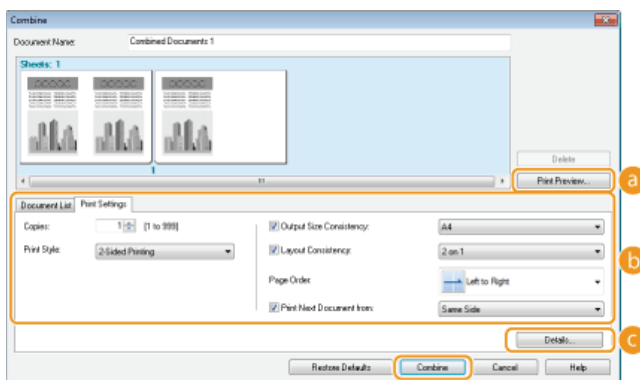 Combine
Document Name: Combined Documents 1
Sheets: 1
1
Delete
Print Preview...
a
Document List Print Settings
Copies: 1 [1 to 999] Output Size Consistency: A4
Print Style: 2-Sided Printing Layout Consistency: 2 on 1
b
Page Order: Left to Right
Print Next Document from: Same Side
Details...
c
Restore Defaults Combine Cancel Help